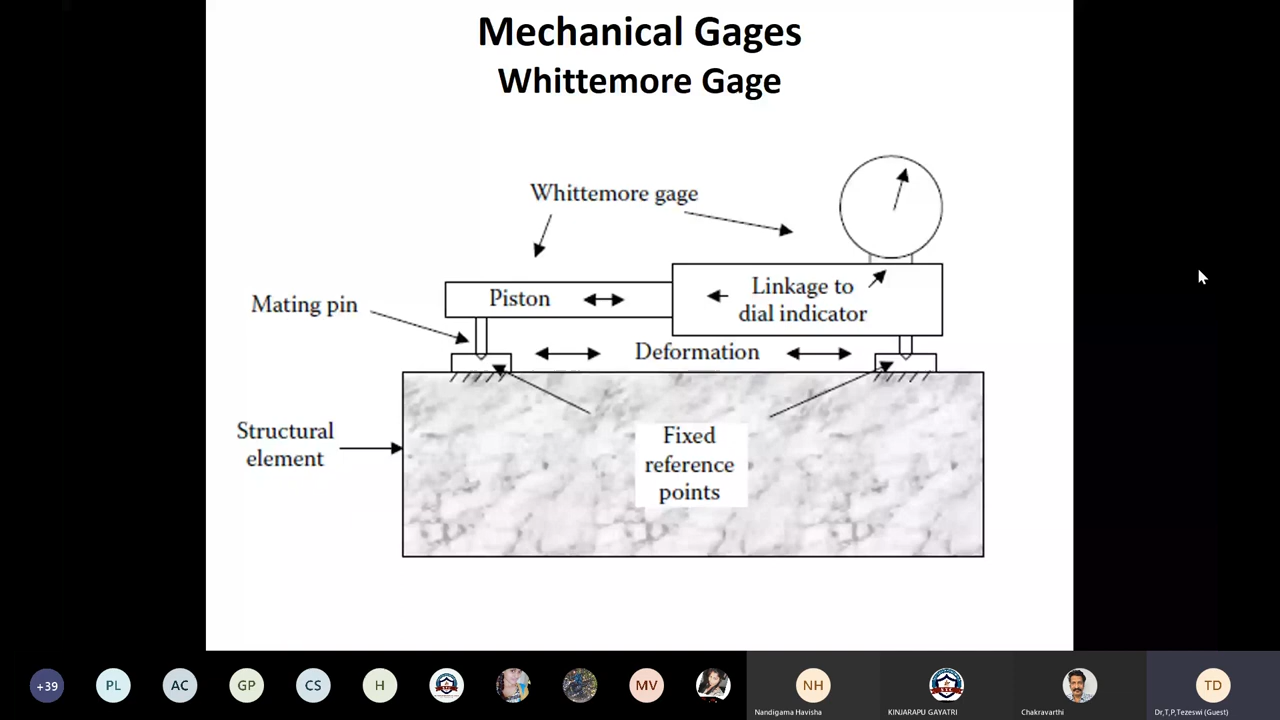 Mechanical Gages
Whittemore Gage
Whittemore gage
Mating pin
Piston
Linkage to
dial indicator
Deformation
Structural
element
Fixed
reference
points
+39
PL
AC
GP
CS
H
MV
NH
TD
Nandigama Havisha
KINJARAPU GAYATRI
Chakravarthi
Dr,T,P,Tezeswi (Guest)